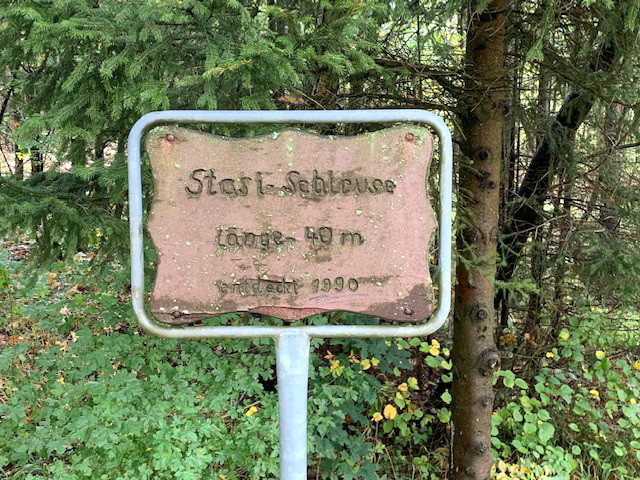 Stasi-Schleuse
Länge-40 m
entdeckt 1990